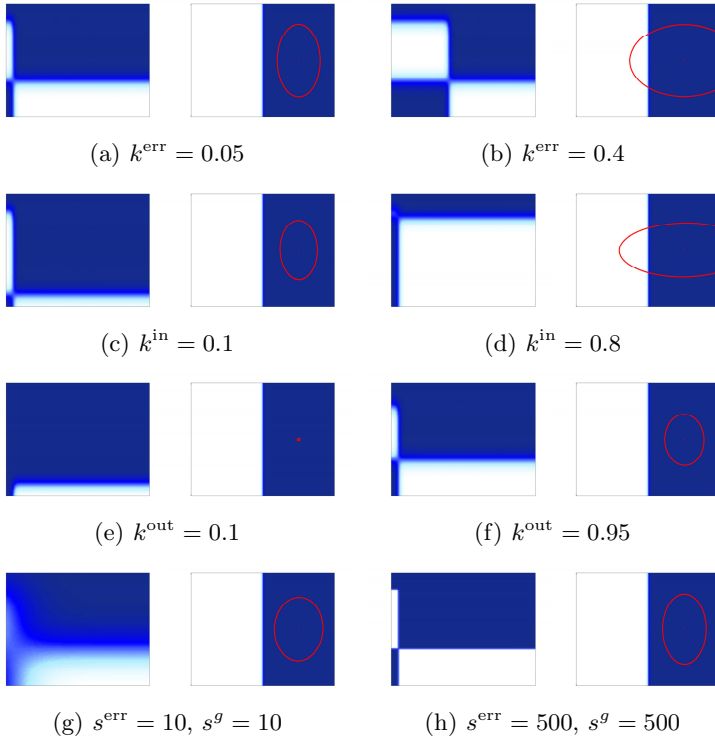 (a) k^err = 0.05
(b) k^err = 0.4
(c) k^in = 0.1
(d) k^in = 0.8
(e) k^out = 0.1
(f) k^out = 0.95
(g) s^err = 10, s^g = 10
(h) s^err = 500, s^g = 500